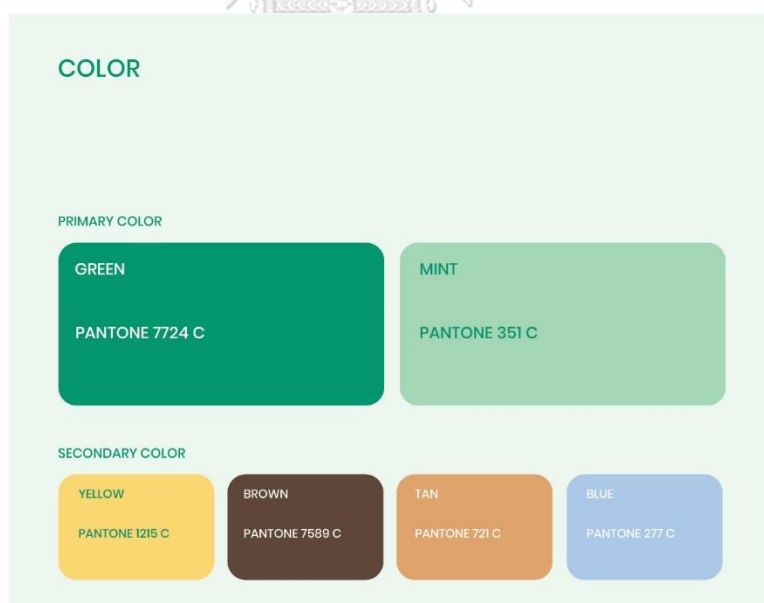 COLOR
PRIMARY COLOR
GREEN
PANTONE 7724 C
MINT
PANTONE 351 C
SECONDARY COLOR
YELLOW
PANTONE 1215 C
BROWN
PANTONE 7589 C
TAN
PANTONE 721 C
BLUE
PANTONE 277 C